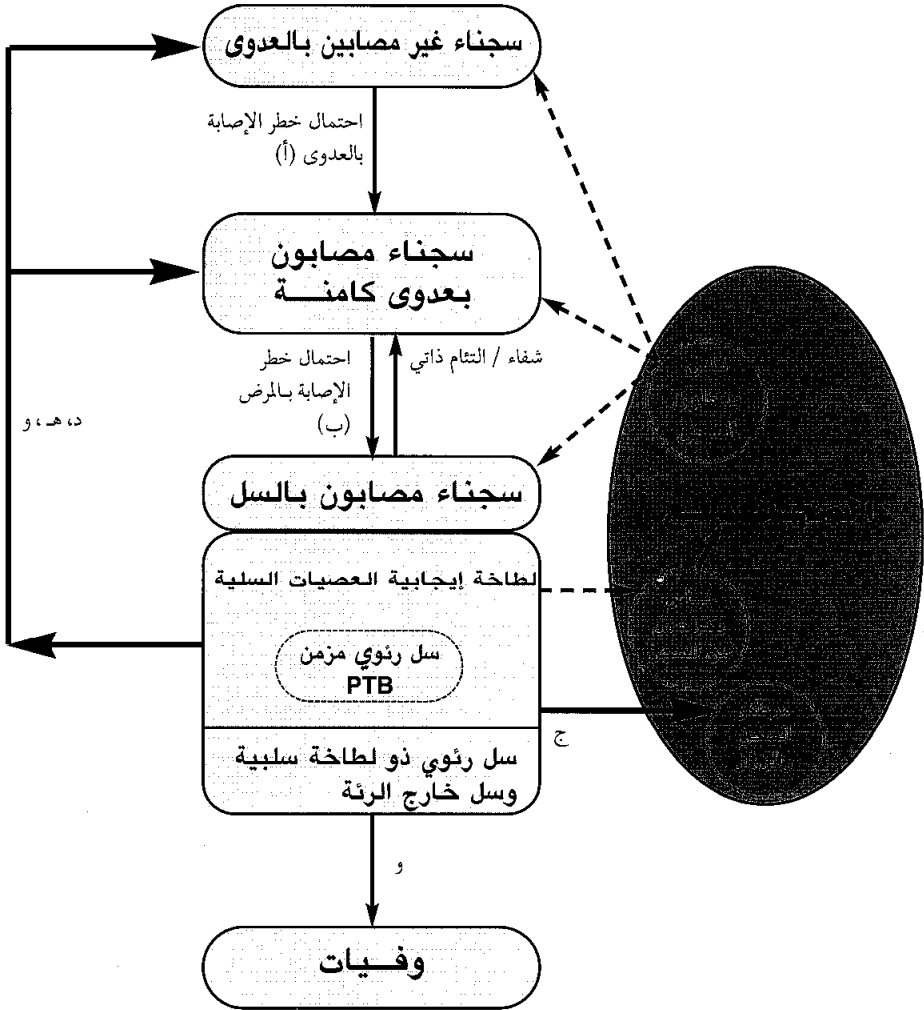 سجناء غير مصابين بالعدوى
احتمال خطر الإصابة
بالعدوى (أ)
سجناء مصابون
بعدوى كامنـــة
احتمال خطر
الإصابة بالمرض
(ب)
شفاء / التئام ذاتي
د، هـ، و
سجناء مصابون بالسل
لطاخة إيجابية العصيات السلية
سل رئوي مزمن
PTB
ج
سل رئوي ذو لطاخة سلبية
وسل خارج الرئة
و
وفــيات